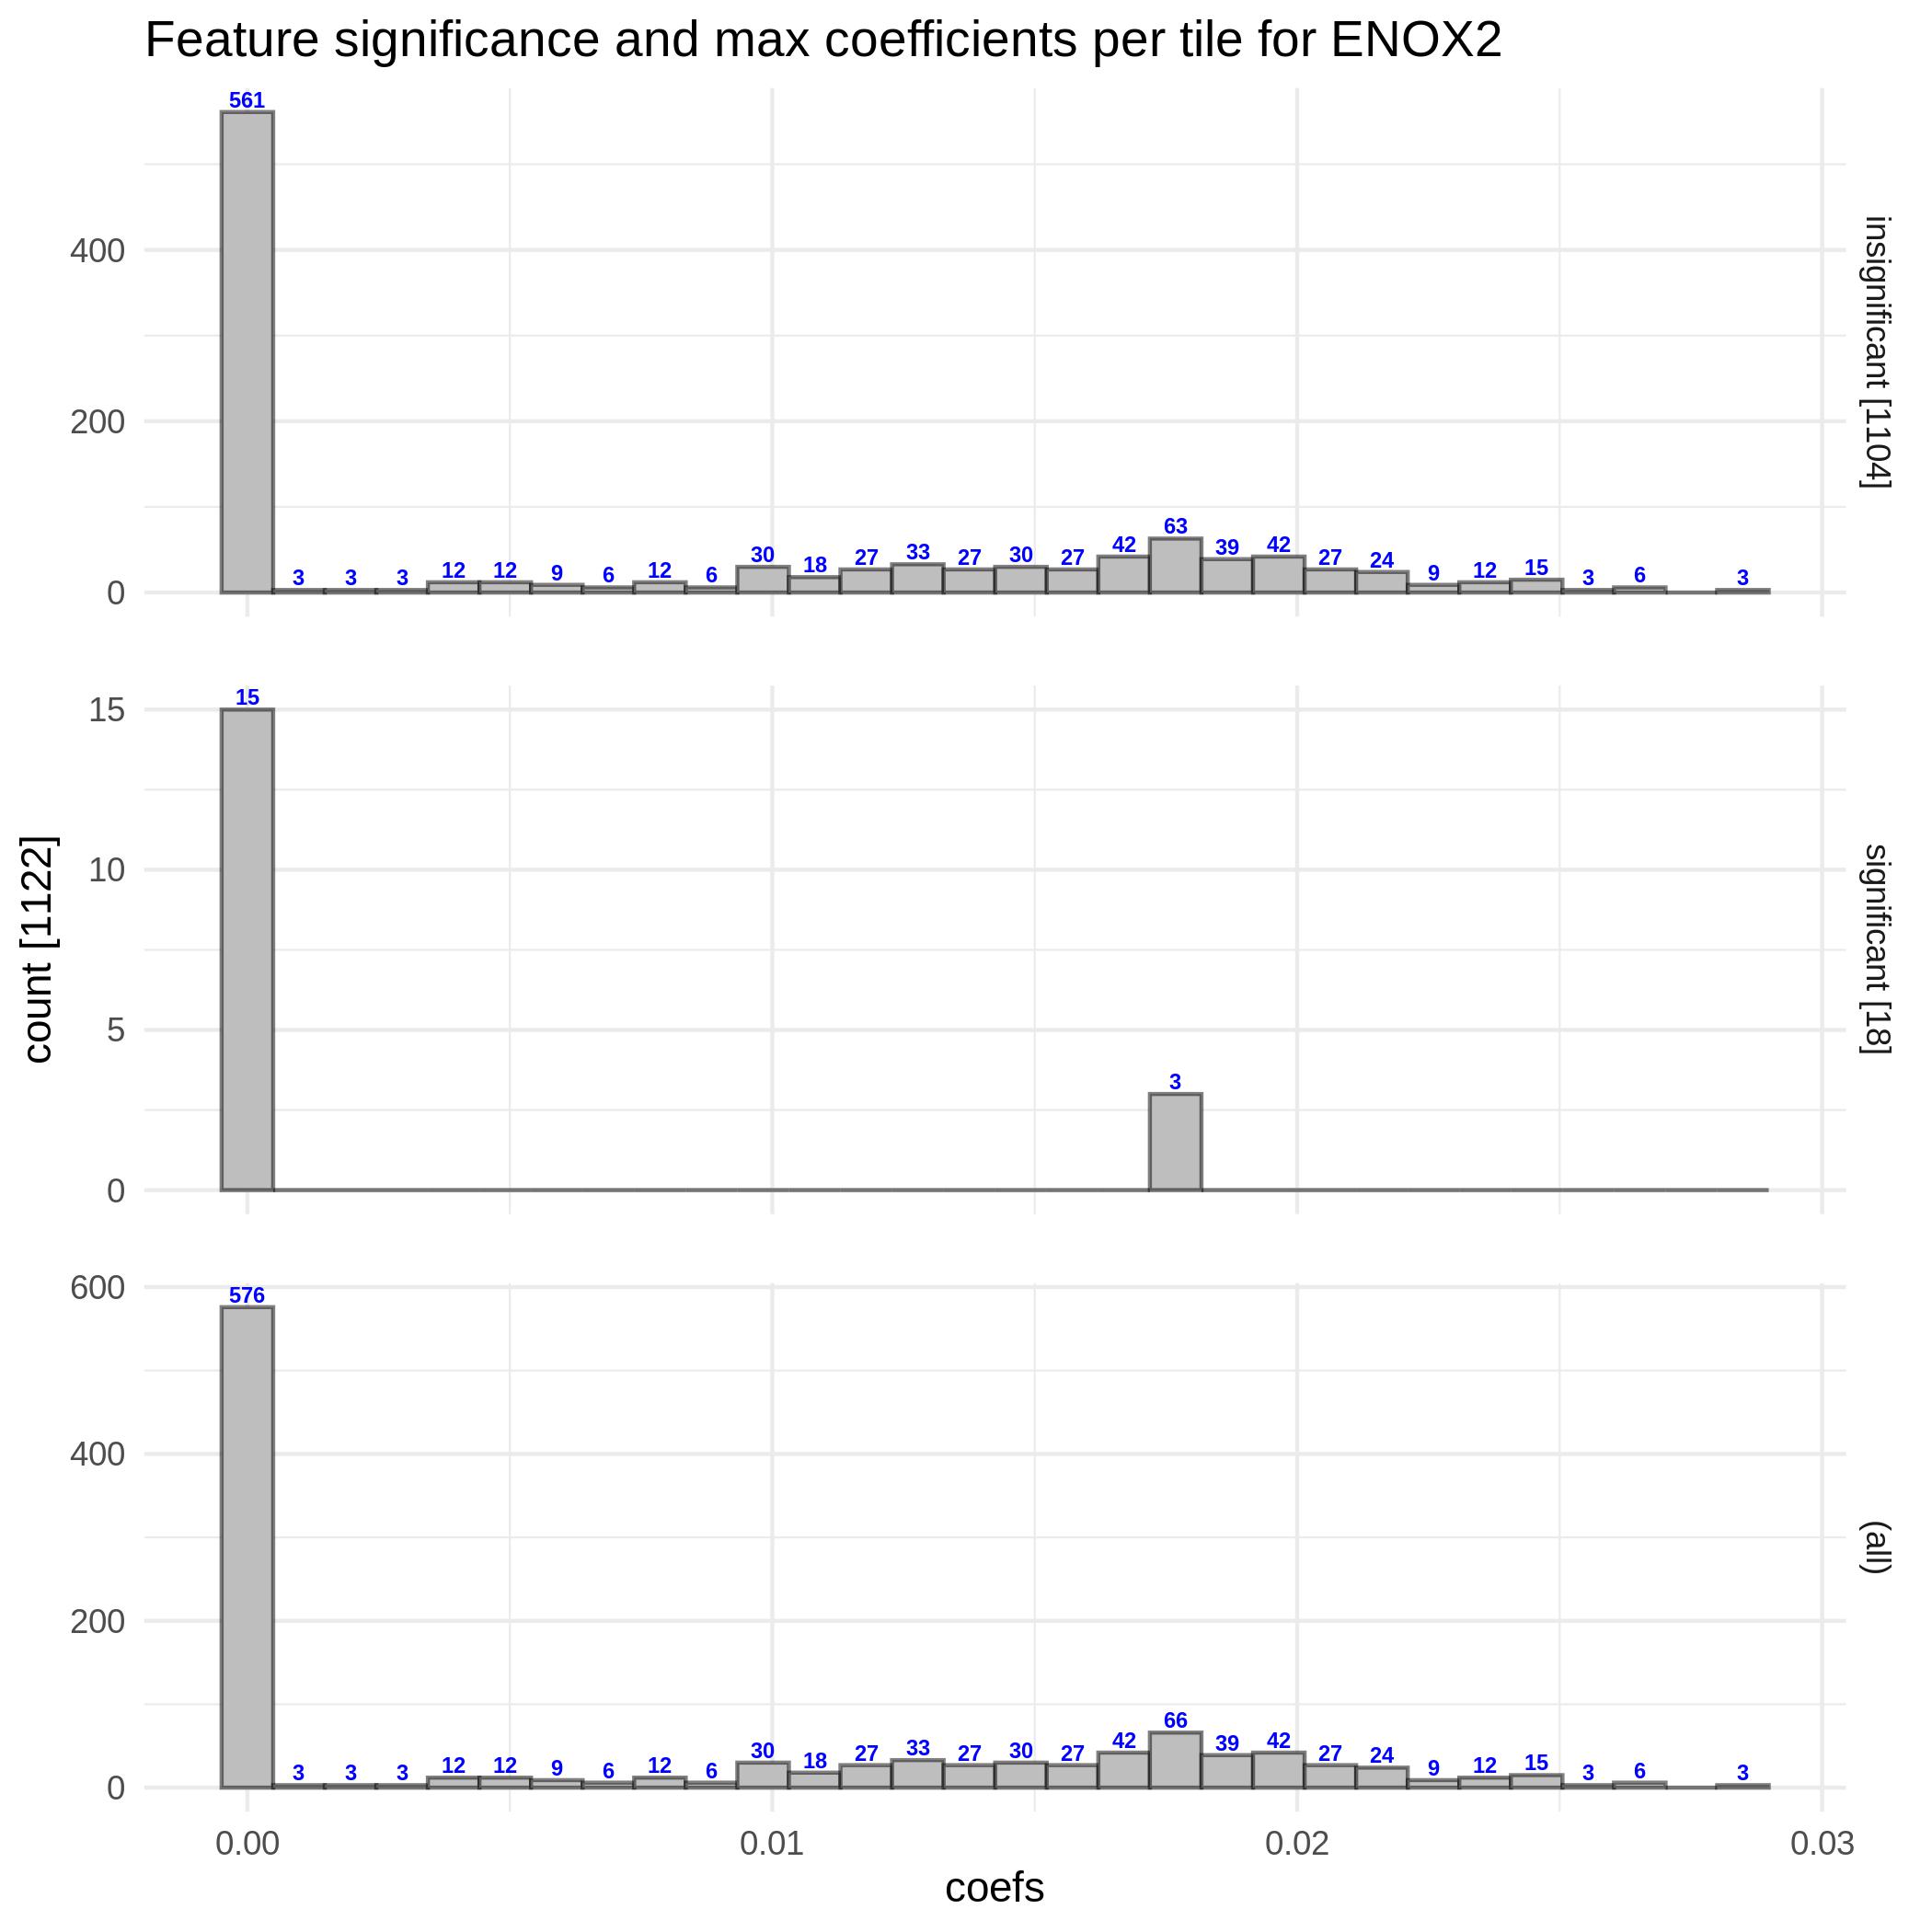 Feature significance and max coefficients per tile for ENOX2
561
3 3 3 12 12 9 6 12 6 30 18 27 33 27 30 27 42 63 39 42 27 24 9 12 15 3 6 3
400
200
0
insignificant [1104]
15
3
15
10
5
0
significant [18]
count [1122]
576
3 3 3 12 12 9 6 12 6 30 18 27 33 27 30 27 42 66 39 42 27 24 9 12 15 3 6 3
600
400
200
0
(all)
0.00 0.01 0.02 0.03
coefs